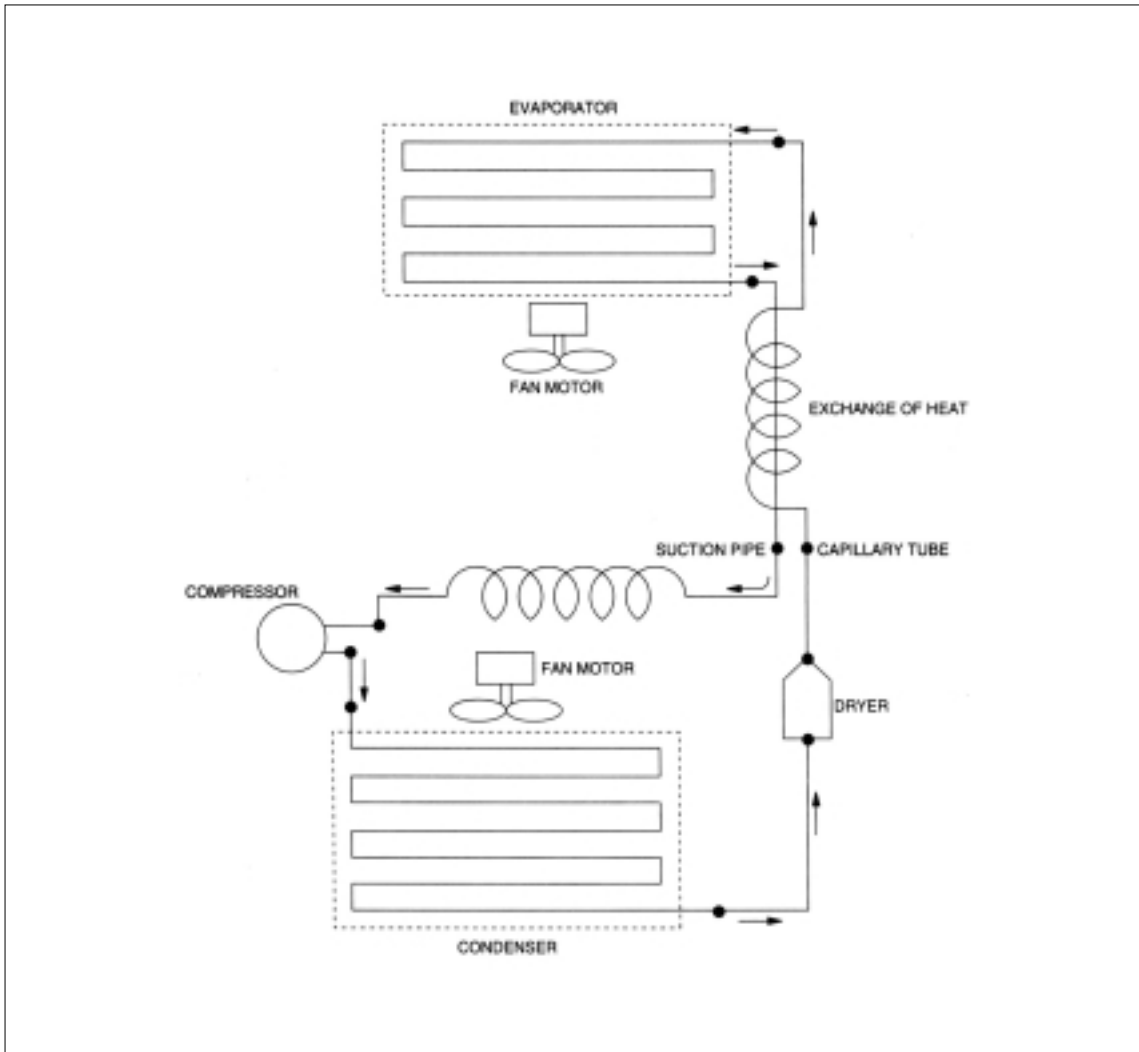 EVAPORATOR
FAN MOTOR
EXCHANGE OF HEAT
SUCTION PIPE
CAPILLARY TUBE
COMPRESSOR
FAN MOTOR
DRYER
CONDENSER